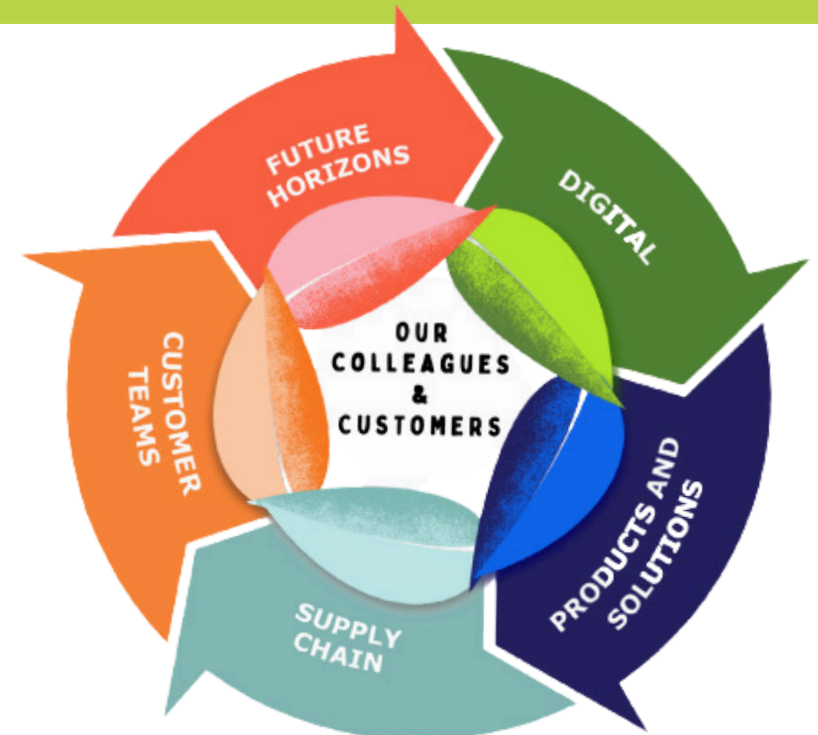 FUTURE
HORIZONS
DIGITAL
PRODUCTS AND
SOLUTIONS
SUPPLY
CHAIN
CUSTOMER
TEAMS
OUR
COLLEAGUES
&
CUSTOMERS